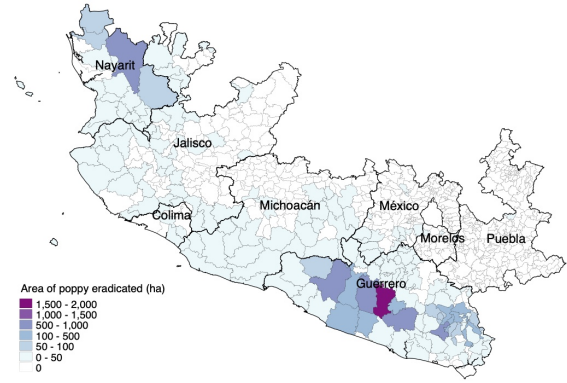 Nayarit
Jalisco
Colima
Michoacán
México
Morelos
Puebla
Guerrero
Area of poppy eradicated (ha)
1,500 - 2,000
1,000 - 1,500
500 - 1,000
100 - 500
50 - 100
0 - 50
0